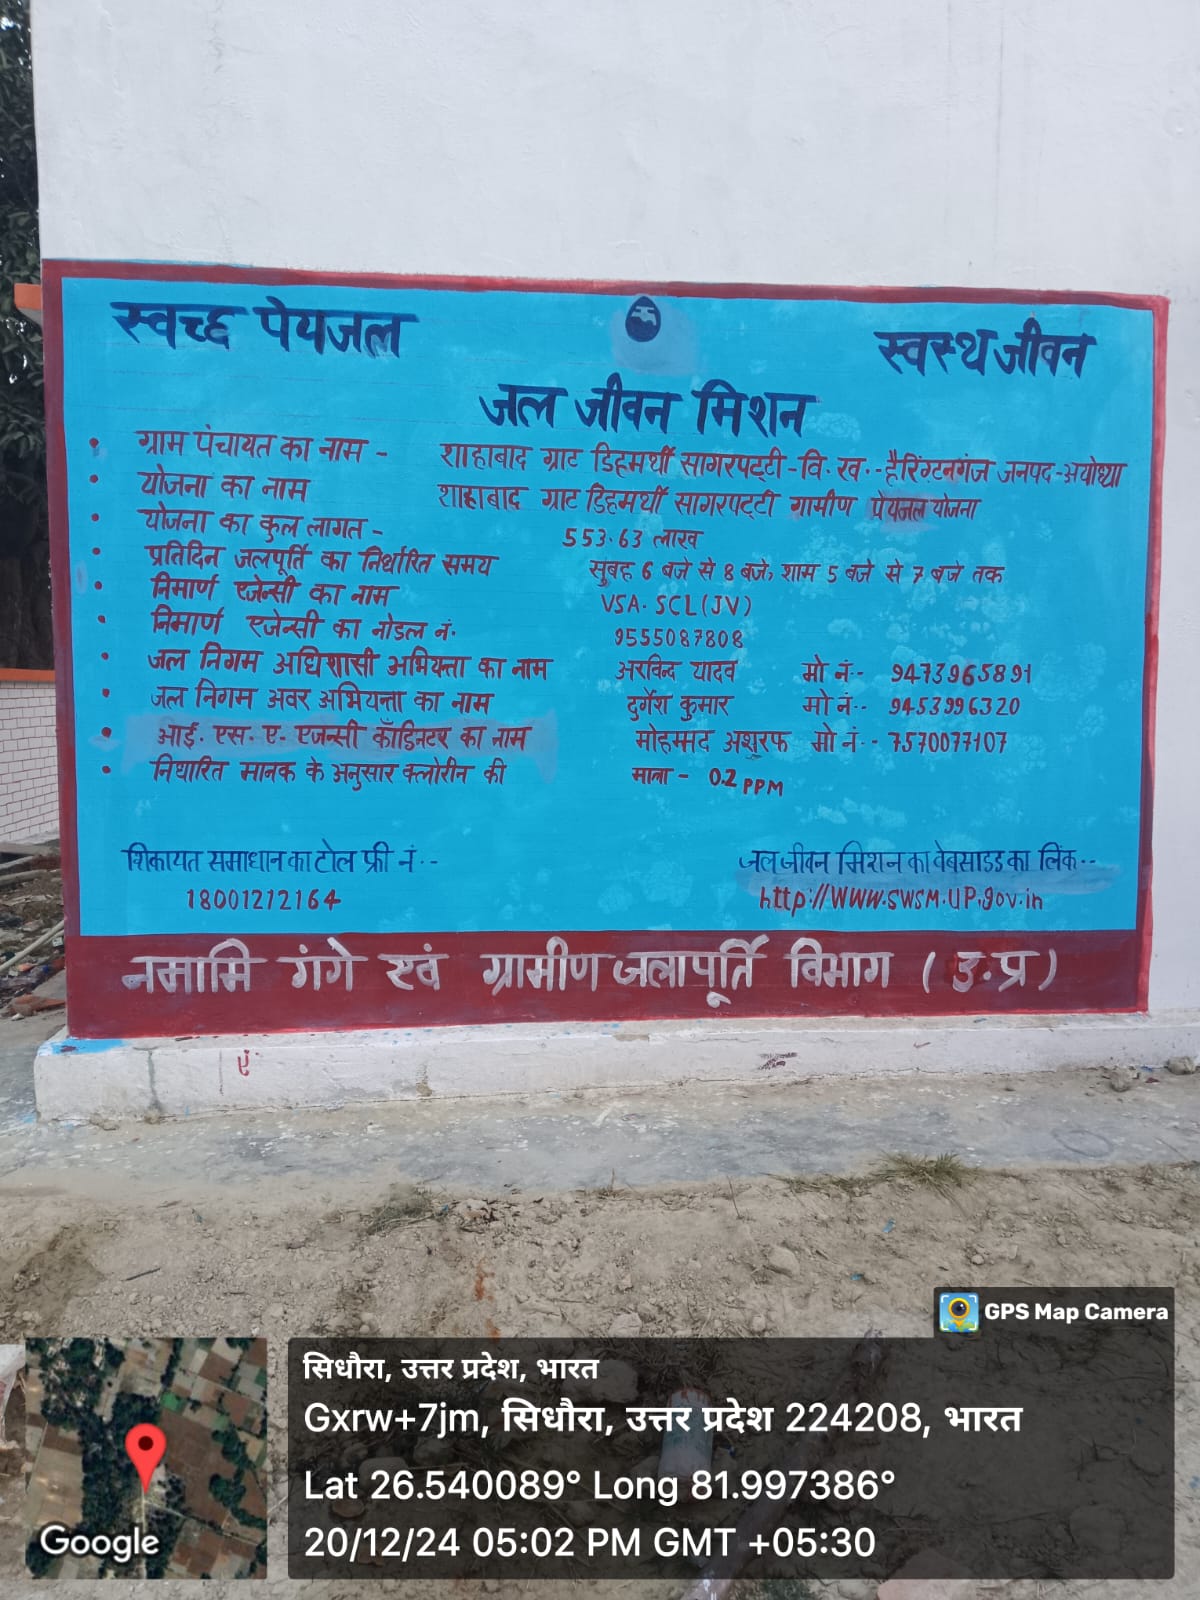 स्वच्छ पेयजल
स्वस्थ जीवन
जल जीवन मिशन
• ग्राम पंचायत का नाम - शाहाबाद ग्राट डिहमर्थी सागरपट्टी - वि. ख. -- हैरिंग्टनगंज जनपद - अयोध्या
• योजना का नाम शाहाबाद ग्राट डिहमर्थी सागरपट्टी ग्रामीण पेयजल योजना
• योजना का कुल लागत - 553.63 लाख
• प्रतिदिन जलपूर्ति का निर्धारित समय सुबह 6 बजे से 8 बजे, शाम 5 बजे से 7 बजे तक
• निमार्ण एजेन्सी का नाम VSA. SCL (JV)
• निमार्ण एजेन्सी का नोडल नं. 9555087808
• जल निगम अधिशासी अभियन्ता का नाम अरविन्द यादव मो नं-- 9473965891
• जल निगम अवर अभियन्ता का नाम दुर्गेश कुमार मो नं-- 9453996320
• आई. एस. ए. एजन्सी कॉडिनटर का नाम मोहम्मद अशरफ मो नं-- 7570077107
• निधारित मानक के अनुसार क्लोरीन की मात्रा - 0.2 PPM
शिकायत समाधान का टोल फ्री नं--
18001212164
जल जीवन मिशन का वेबसाइड का लिंक--
http://WWW.SWSM.UP.gov.in
नमामि गंगे एवं ग्रामीण जलापूर्ति विभाग (उ.प्र)
एं
GPS Map Camera
सिधौरा, उत्तर प्रदेश, भारत
Gxrw+7jm, सिधौरा, उत्तर प्रदेश 224208, भारत
Lat 26.540089° Long 81.997386°
20/12/24 05:02 PM GMT +05:30
Google